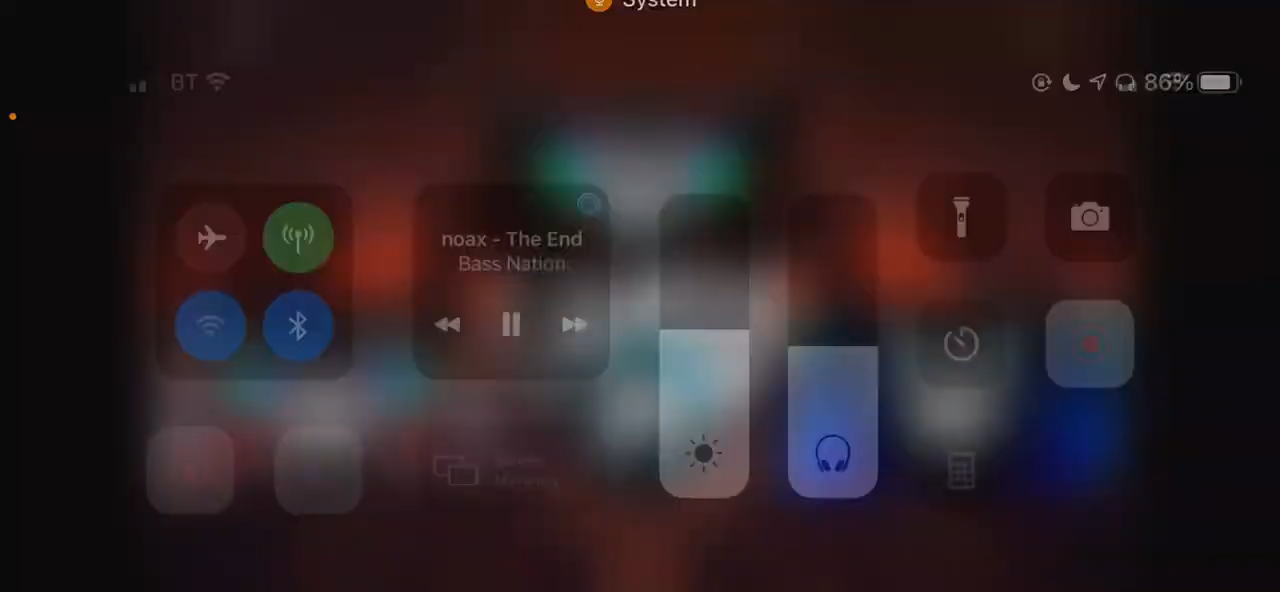 System
BT
86%
noax - The End
Bass Nation